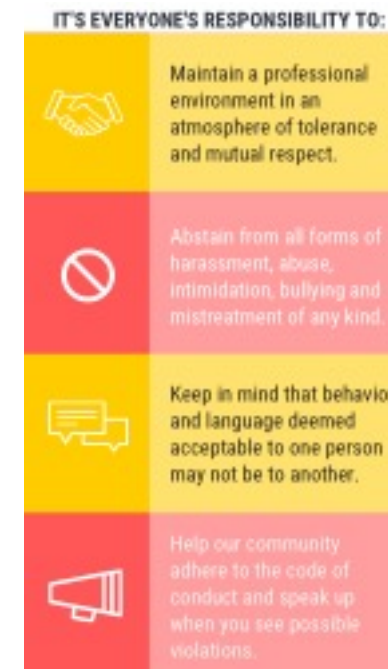 IT'S EVERYONE'S RESPONSIBILITY TO:
Maintain a professional
environment in an
atmosphere of tolerance
and mutual respect.
Abstain from all forms of
harassment, abuse,
intimidation, bullying and
mistreatment of any kind.
Keep in mind that behavio
and language deemed
acceptable to one person
may not be to another.
Help our community
adhere to the code of
conduct and speak up
when you see possible
violations.